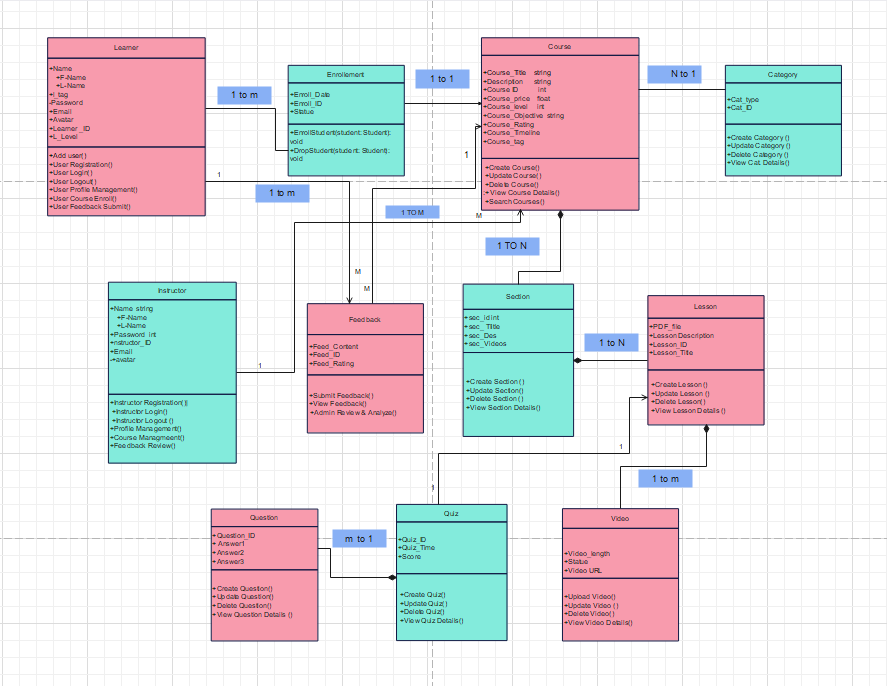 Learner
+Name
+F-Name
+L-Name
+I_tag
-Password
+Email
+Avatar
+Learner _ID
+L_Level
+Add user()
+User Registration()
+User Login()
+User Logout()
+User Profile Management()
+User Course Enroll()
+User Feedback Submit()
1 to m
Enrollement
+Enroll_Date
+Enroll_ID
+Statue
+EnrollStudent(student: Student):
void
+DropStudent(student: Student):
void
1 to 1
Course
+Course_Title string
+Description string
+Course ID int
+Course_price float
+Course_level int
+Course_Objective string
+Course_Rating
+Course_Timeline
+Course_tag
+Create Course()
+Update Course()
+Delete Course()
+View Course Details()
+Search Courses()
N to 1
Category
+Cat_type
+Cat_ID
+Create Category ()
+Update Category ()
+Delete Category ()
+View Cat. Details()
1
1 to m
1
1 TO M
M
1 TO N
M
M
Instructor
+Name string
+F-Name
+L-Name
+Password int
+nstructor_ID
+Email
-+avatar
+Instructor Registration()|
+Instructor Login()
+Instructor Logout ()
+Profile Management()
+Course Managmeent()
+Feedback Review()
1
Feedback
+Feed_Content
+Feed_ID
+Feed_Rating
+Submit Feedback()
+View Feedback()
+Admin Review & Analyze()
Section
+sec_id int
+sec_ Title
+sec_Des
+sec_Videos
+Create Section ()
+Update Section()
+Delete Section ()
+View Section Details()
1 to N
Lesson
+PDF_file
+Lesson Description
+Lesson_ID
+Lesson_Title
+Create Lesson ()
+Update Lesson ()
+Delete Lesson()
+View Lesson Details ()
1
1
1 to m
Question
+Question_ID
+ Answer1
+Answer2
+Answer3
+Create Question()
+Update Question()
+Delete Question()
+View Question Details ()
m to 1
Quiz
+Quiz_ID
+Quiz_Time
+Score
+Create Quiz()
+Update Quiz()
+Delete Quiz()
+View Quiz Details()
Video
+Video_length
+Statue
+Video URL
+Upload Video()
+Update Video ()
+Delete Video()
+View Video Details()